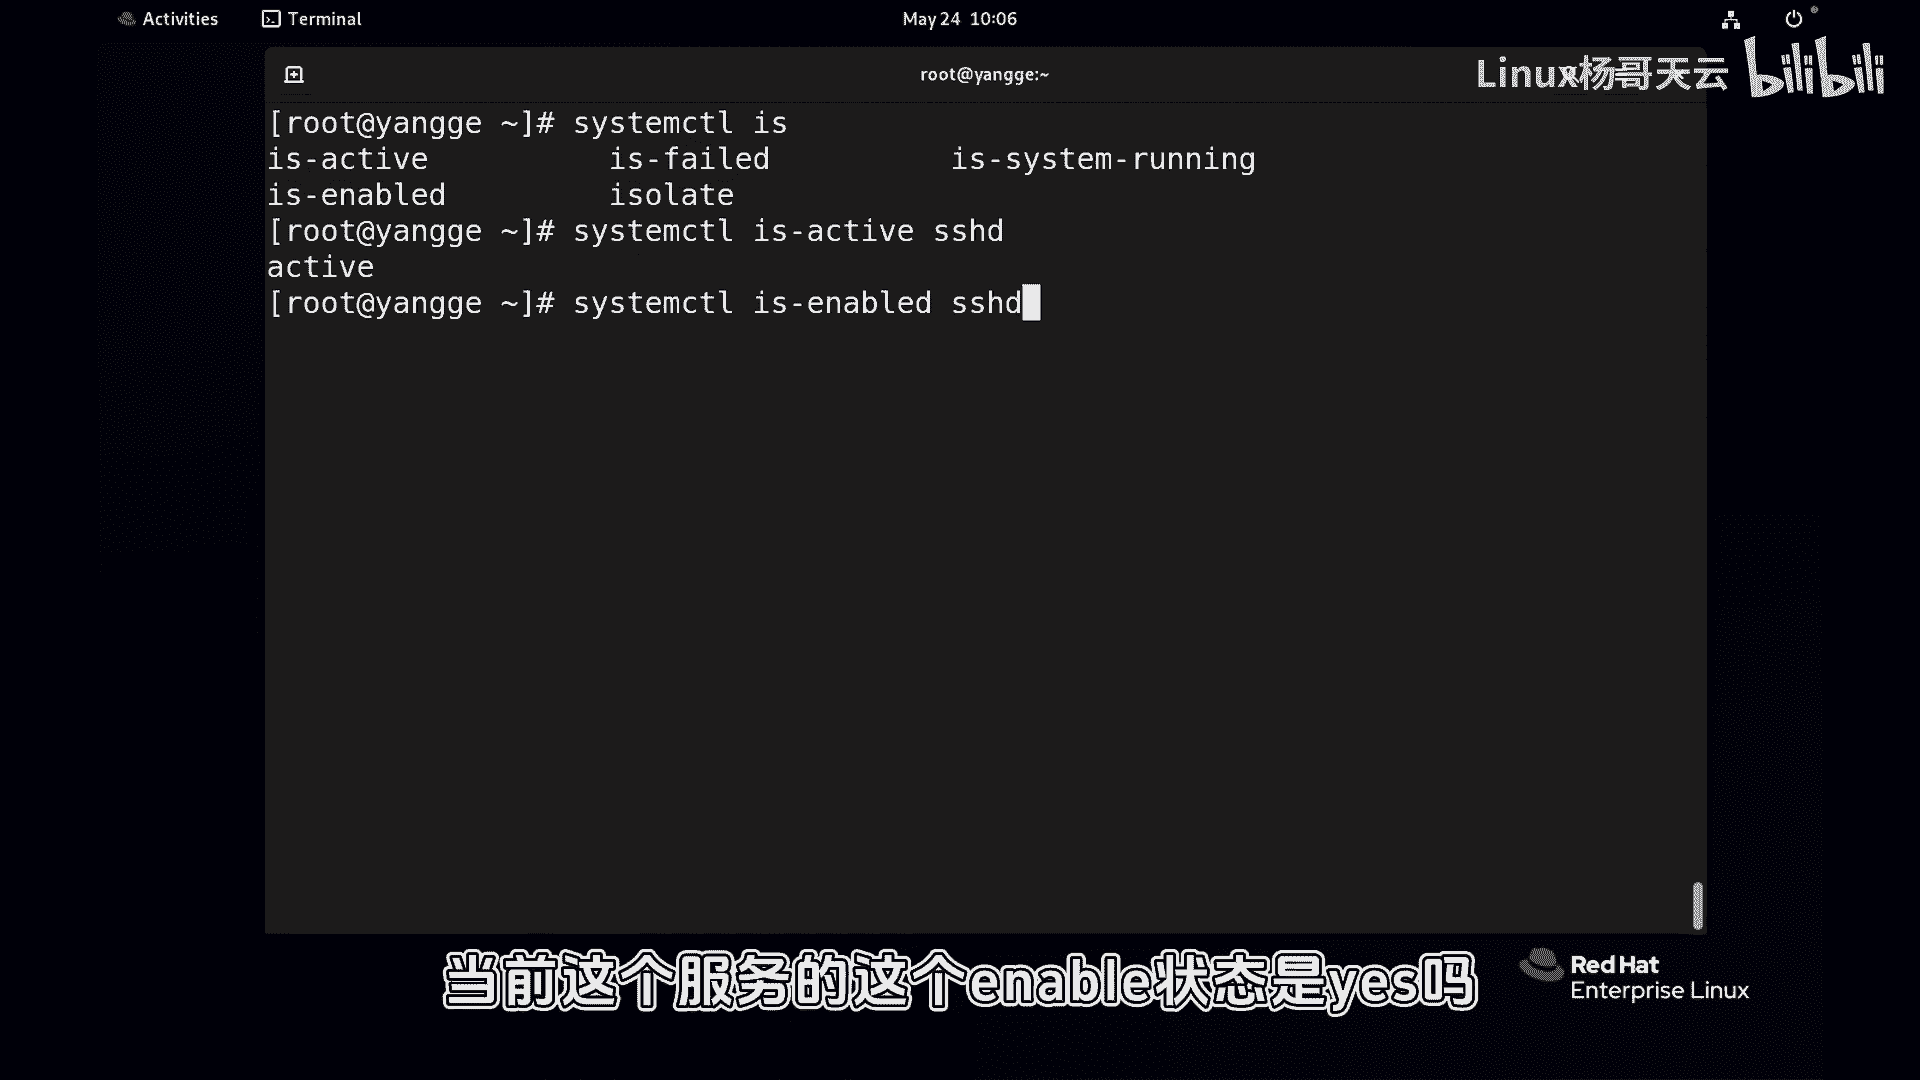 Activities
Terminal
May 24 10:06
root@yangge:~
Linux杨哥天云
bilibili
[root@yangge ~]# systemctl is
is-active is-failed is-system-running
is-enabled isolate
[root@yangge ~]# systemctl is-active sshd
active
[root@yangge ~]# systemctl is-enabled sshd
当前这个服务的这个enable状态是yes吗
Red Hat
Enterprise Linux